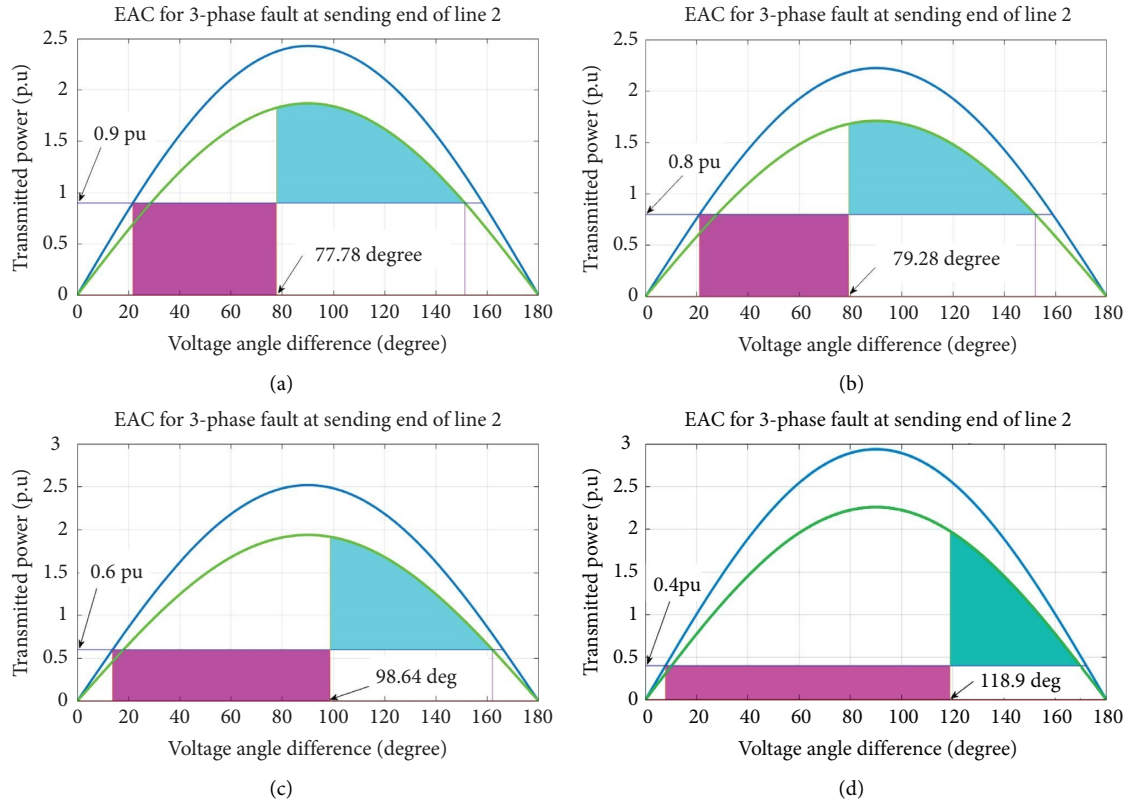 EAC for 3-phase fault at sending end of line 2
2.5
2
1.5
1
0.5
0
Transmitted power (p.u)
0.9 pu
77.78 degree
0 20 40 60 80 100 120 140 160 180
Voltage angle difference (degree)
(a)
EAC for 3-phase fault at sending end of line 2
2.5
2
1.5
1
0.5
0
Transmitted power (p.u)
0.8 pu
79.28 degree
0 20 40 60 80 100 120 140 160 180
Voltage angle difference (degree)
(b)
EAC for 3-phase fault at sending end of line 2
3
2.5
2
1.5
1
0.5
0
Transmitted power (p.u)
0.6 pu
98.64 deg
0 20 40 60 80 100 120 140 160 180
Voltage angle difference (degree)
(c)
EAC for 3-phase fault at sending end of line 2
3
2.5
2
1.5
1
0.5
0
Transmitted power (p.u)
0.4pu
118.9 deg
0 20 40 60 80 100 120 140 160 180
Voltage angle difference (degree)
(d)